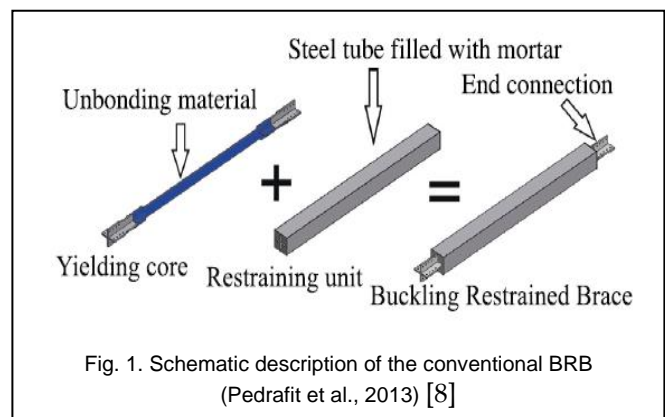 Steel tube filled with mortar
Unbonding material
End connection
+
=
Yielding core
Restraining unit
Buckling Restrained Brace
Fig. 1. Schematic description of the conventional BRB
(Pedrafit et al., 2013) [8]